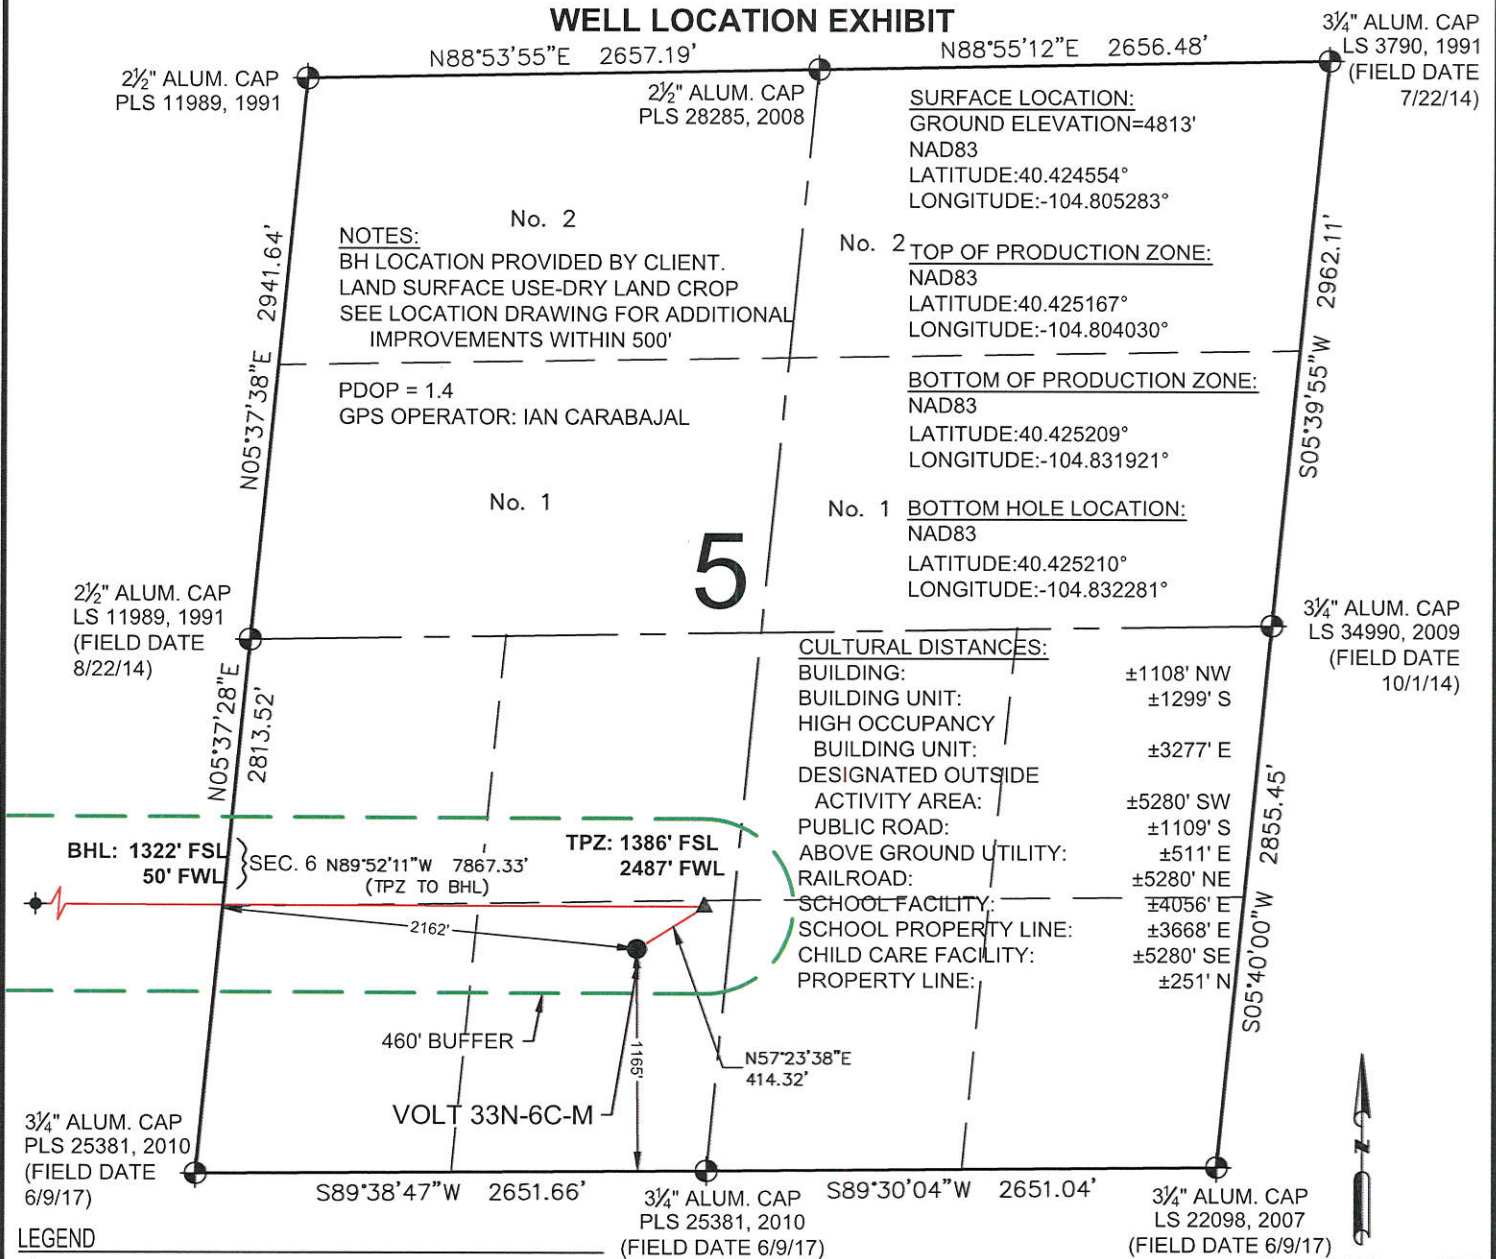 WELL LOCATION EXHIBIT
N88°53'55"E 2657.19'
N88°55'12"E 2656.48'
3¼" ALUM. CAP
LS 3790, 1991
(FIELD DATE
7/22/14)
2½" ALUM. CAP
PLS 11989, 1991
2½" ALUM. CAP
PLS 28285, 2008
SURFACE LOCATION:
GROUND ELEVATION=4813'
NAD83
LATITUDE:40.424554°
LONGITUDE:-104.805283°
No. 2
NOTES:
BH LOCATION PROVIDED BY CLIENT.
LAND SURFACE USE-DRY LAND CROP
SEE LOCATION DRAWING FOR ADDITIONAL
IMPROVEMENTS WITHIN 500'
No. 2
TOP OF PRODUCTION ZONE:
NAD83
LATITUDE:40.425167°
LONGITUDE:-104.804030°
N05°37'38"E 2941.64'
S05°39'55"W 2962.11'
PDOP = 1.4
GPS OPERATOR: IAN CARABAJAL
BOTTOM OF PRODUCTION ZONE:
NAD83
LATITUDE:40.425209°
LONGITUDE:-104.831921°
No. 1
No. 1
BOTTOM HOLE LOCATION:
NAD83
LATITUDE:40.425210°
LONGITUDE:-104.832281°
5
2½" ALUM. CAP
LS 11989, 1991
(FIELD DATE
8/22/14)
3¼" ALUM. CAP
LS 34990, 2009
(FIELD DATE
10/1/14)
CULTURAL DISTANCES:
BUILDING: ±1108' NW
BUILDING UNIT: ±1299' S
HIGH OCCUPANCY
BUILDING UNIT: ±3277' E
DESIGNATED OUTSIDE
ACTIVITY AREA: ±5280' SW
PUBLIC ROAD: ±1109' S
ABOVE GROUND UTILITY: ±511' E
RAILROAD: ±5280' NE
SCHOOL FACILITY: ±4056' E
SCHOOL PROPERTY LINE: ±3668' E
CHILD CARE FACILITY: ±5280' SE
PROPERTY LINE: ±251' N
N05°37'28"E
2813.52'
S05°40'00"W 2855.45'
BHL: 1322' FSL
50' FWL
SEC. 6
N89°52'11"W 7867.33'
(TPZ TO BHL)
TPZ: 1386' FSL
2487' FWL
2162'
460' BUFFER
1165'
N57°23'38"E
414.32'
VOLT 33N-6C-M
N
3¼" ALUM. CAP
PLS 25381, 2010
(FIELD DATE
6/9/17)
S89°38'47"W 2651.66'
3¼" ALUM. CAP
PLS 25381, 2010
(FIELD DATE 6/9/17)
S89°30'04"W 2651.04'
3¼" ALUM. CAP
LS 22098, 2007
(FIELD DATE 6/9/17)
LEGEND